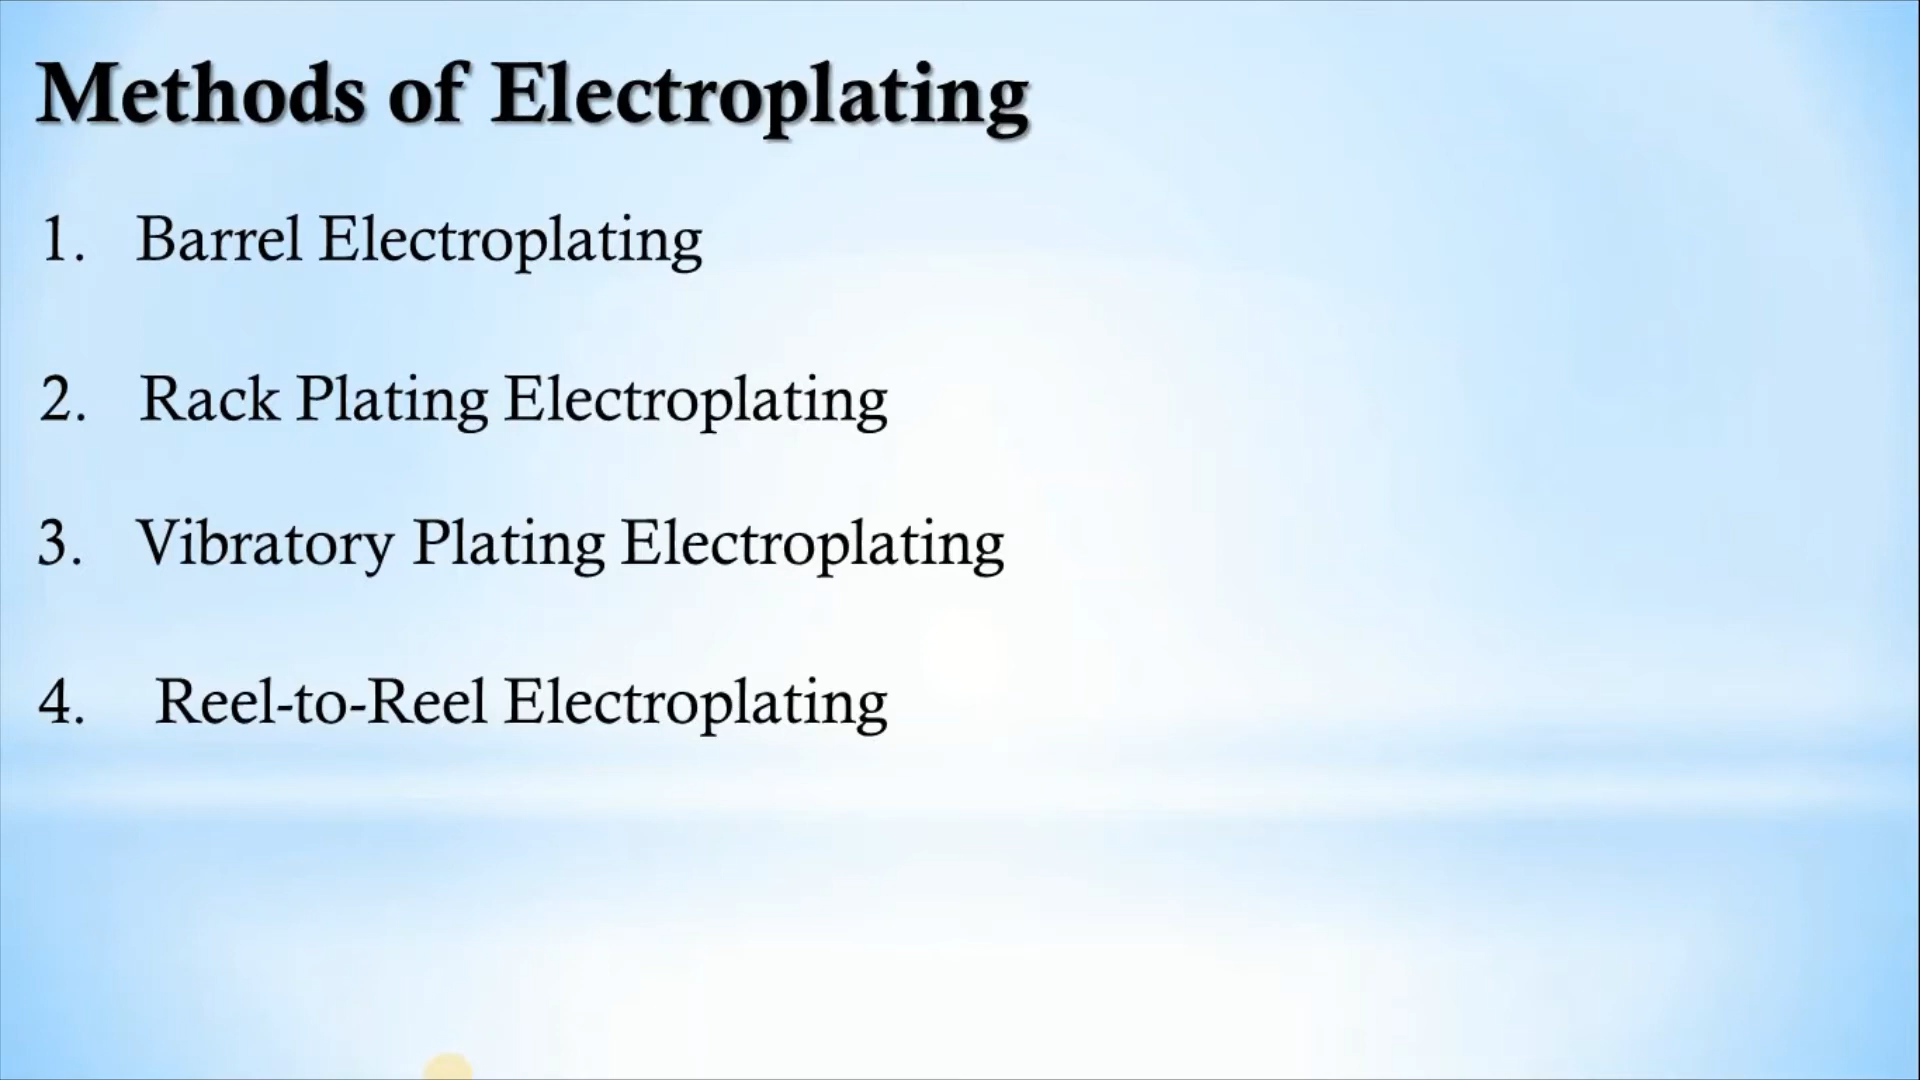 Methods of Electroplating
1. Barrel Electroplating
2. Rack Plating Electroplating
3. Vibratory Plating Electroplating
4. Reel-to-Reel Electroplating